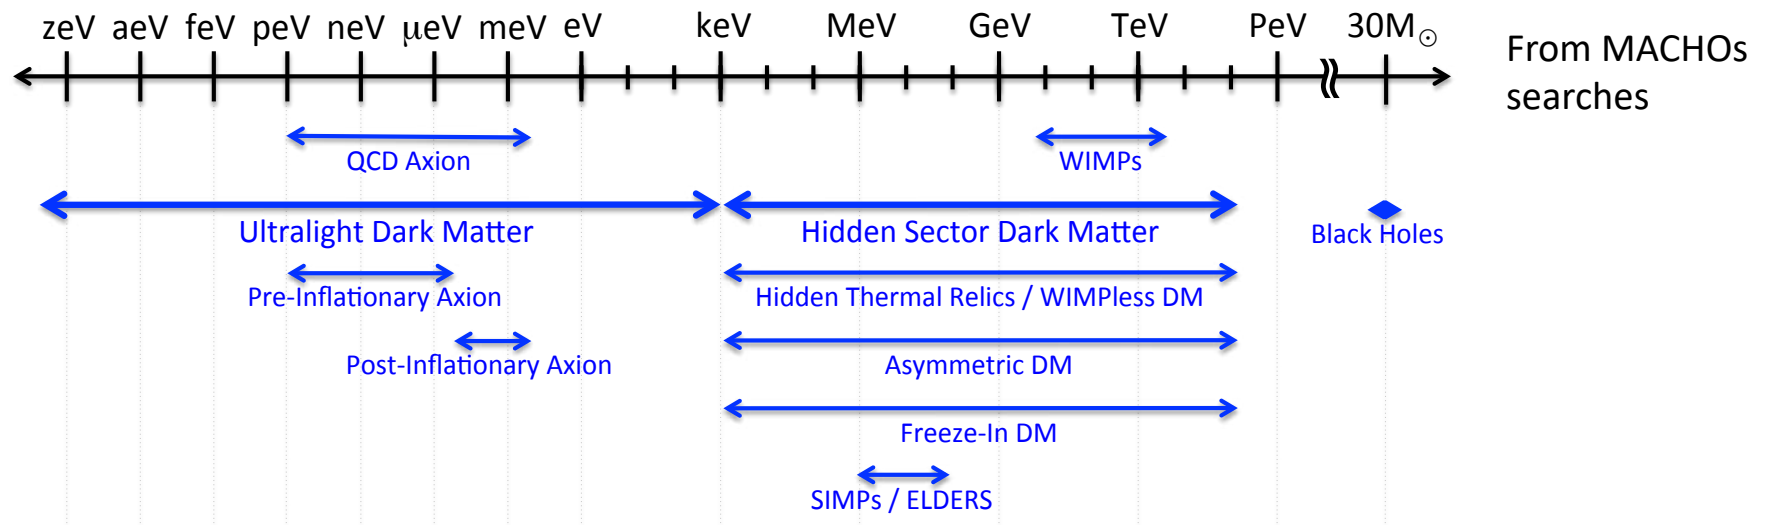 zeV aeV feV peV neV μeV meV eV keV MeV GeV TeV PeV 30M☉
From MACHOs
searches
QCD Axion
WIMPs
Ultralight Dark Matter
Hidden Sector Dark Matter
Black Holes
Pre-Inflationary Axion
Hidden Thermal Relics / WIMPless DM
Post-Inflationary Axion
Asymmetric DM
Freeze-In DM
SIMPs / ELDERS